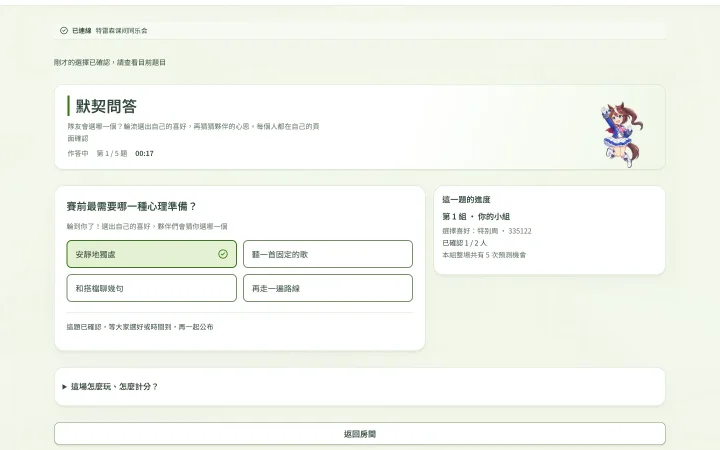 已連線 特雷森課間同樂會
剛才的選擇已確認，請查看目前題目
默契問答
隊友會選哪一個？輪流選出自己的喜好，再猜猜夥伴的心思。每個人都在自己的頁
面確認
作答中 第 1 / 5 題 00:17
賽前最需要哪一種心理準備？
輪到你了！選出自己的喜好，夥伴們會猜你選哪一個
安靜地獨處
聽一首固定的歌
和搭檔聊幾句
再走一遍路線
這題已確認，等大家選好或時間到，再一起公布
這一題的進度
第 1 組 · 你的小組
選擇喜好：特別周 · 335122
已確認 1 / 2 人
本組整場共有 5 次預測機會
這場怎麼玩、怎麼計分？
返回房間